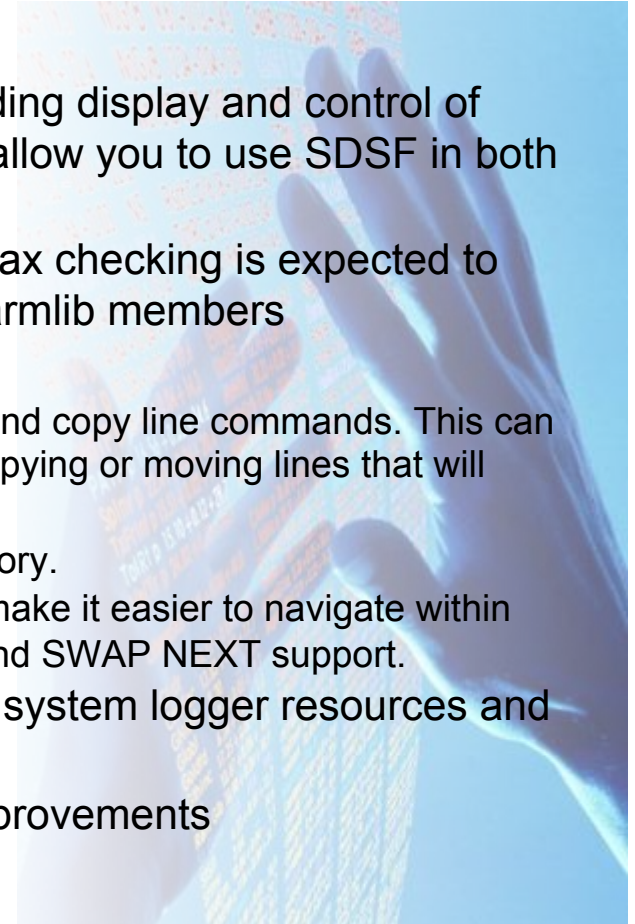 ding display and control of
allow you to use SDSF in both
ax checking is expected to
armlib members
nd copy line commands. This can
pying or moving lines that will
ory.
make it easier to navigate within
nd SWAP NEXT support.
system logger resources and
provements